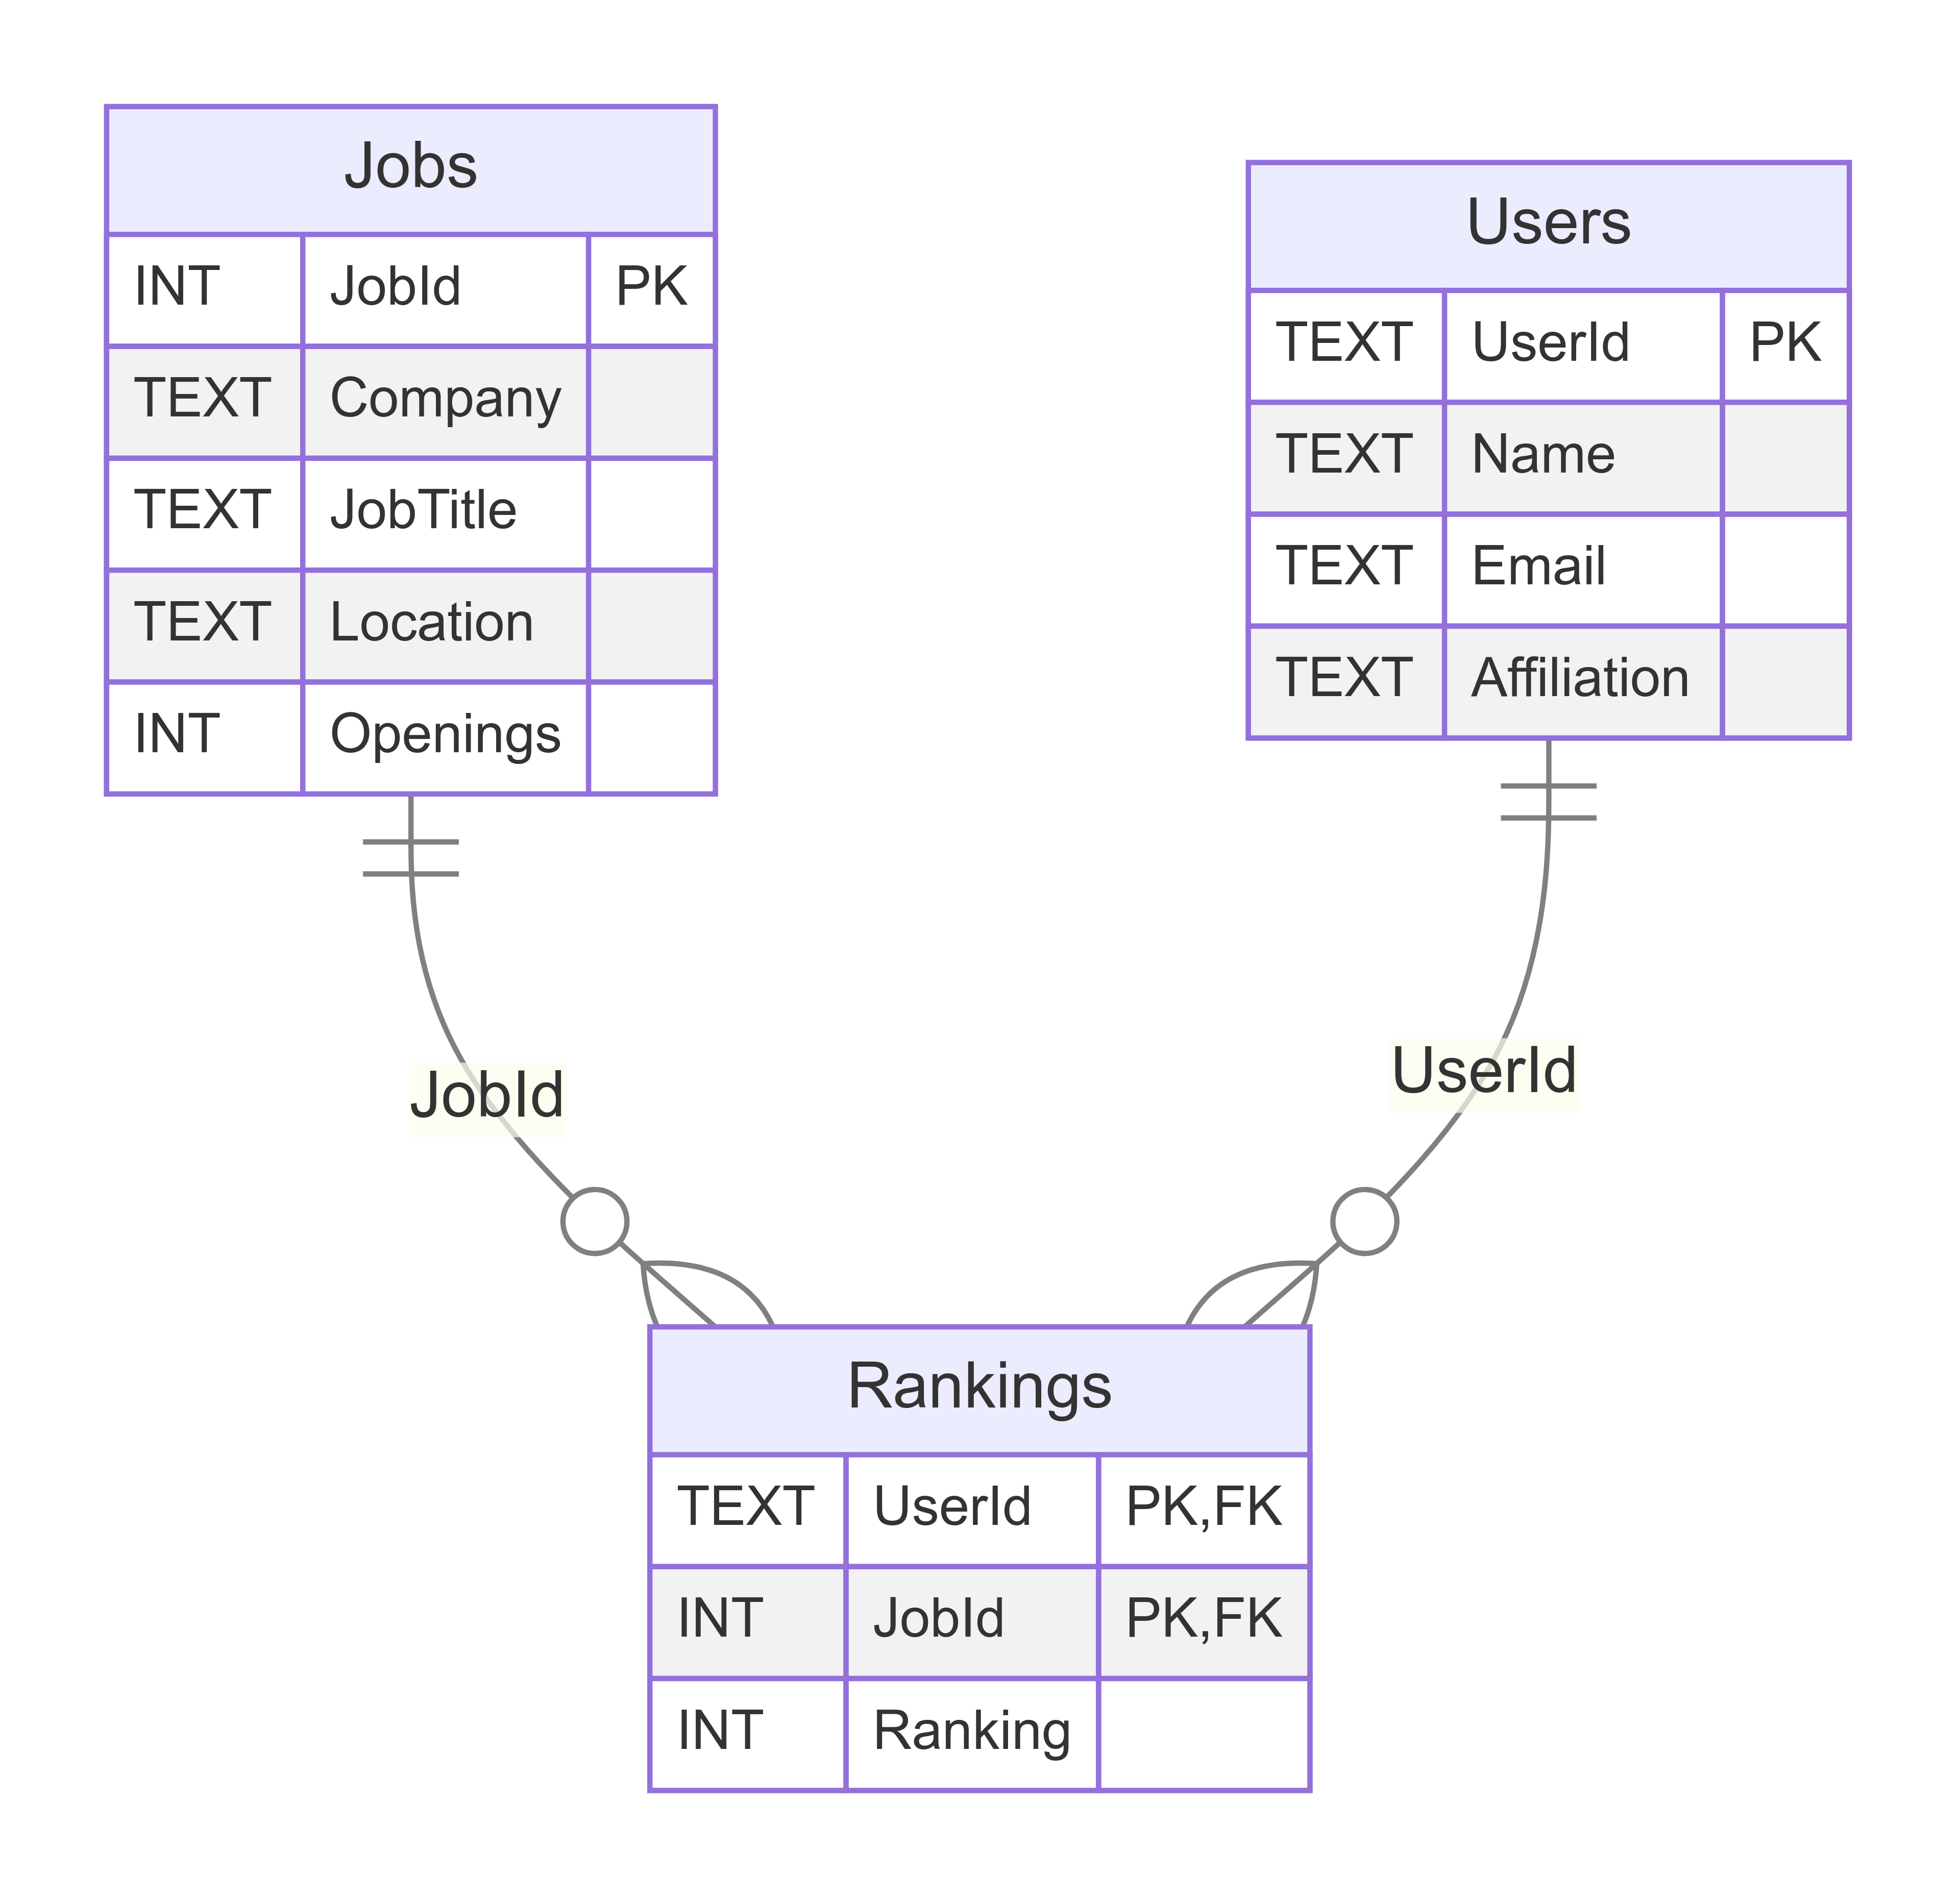 Jobs
INT JobId PK
TEXT Company
TEXT JobTitle
TEXT Location
INT Openings
Users
TEXT UserId PK
TEXT Name
TEXT Email
TEXT Affiliation
JobId
UserId
Rankings
TEXT UserId PK,FK
INT JobId PK,FK
INT Ranking